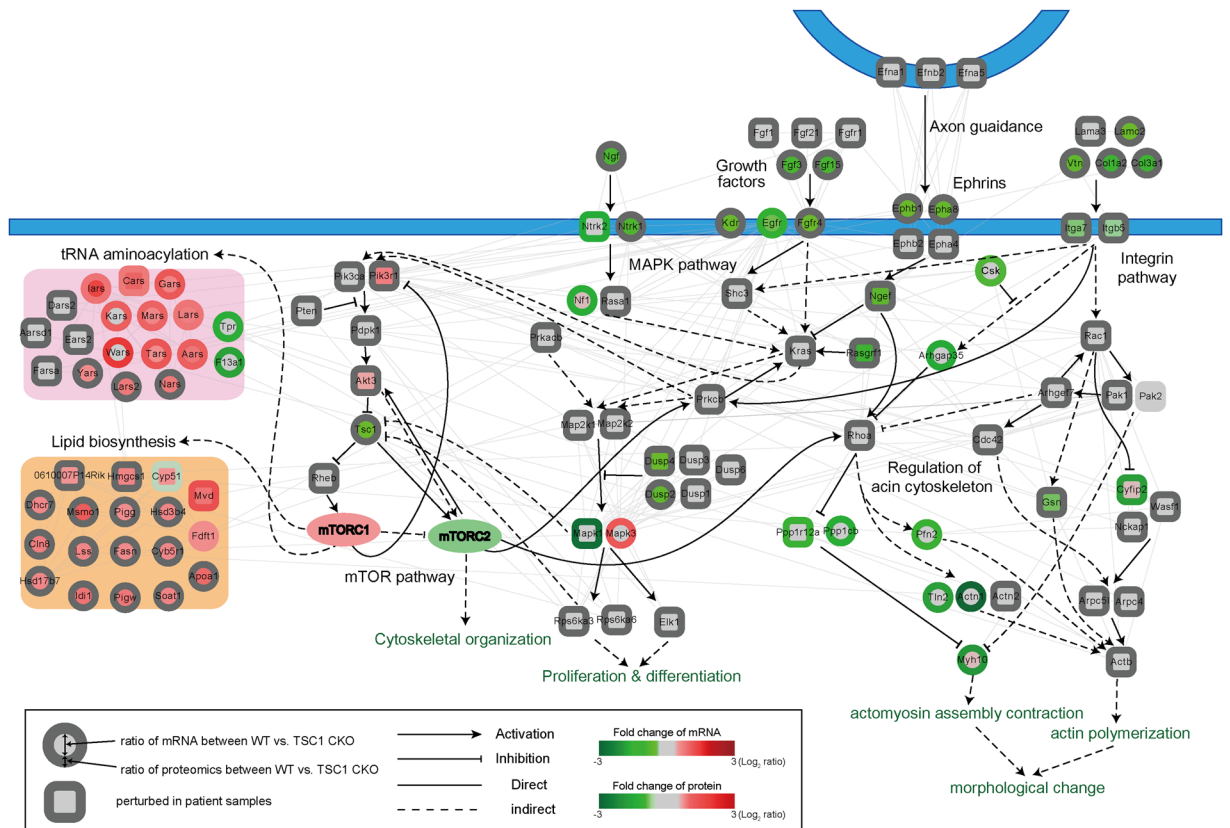 Efna1 Efnb2 Efna5
Axon guaidance
Fgf1 Fgf21 Fgfr1
Lama3 Lamc2
Ngf
Growth
factors
Fgf3 Fgf15
Vtn Col1a2 Col3a1
Ephrins
Ephb1 Epha8
Ntrk2 Ntrk1
Kdr Egfr Fgfr4
Itga7 Itgb5
Ephb2 Epha4
Integrin
pathway
tRNA aminoacylation
MAPK pathway
Pik3ca Pik3r1
Csk
Iars Cars Gars
Shc3
Ngef
Nf1 Rasa1
Dars2 Kars Mars Lars
Pten
Tpr
Pdpk1
Prkacb
Rac1
Aarsd1 Ears2
Kras Rasgrf1 Arhgap35
Wars Tars Aars F13a1
Farsa Yars Lars2 Nars
Akt3
Prkcb
Arhgef7 Pak1 Pak2
Tsc1
Map2k1 Map2k2
Rhoa
Cdc42
Lipid biosynthesis
Dusp4 Dusp3 Dusp6
Regulation of
acin cytoskeleton
0610007P14Rik Hmgcs1 Cyp51
Rheb
Dusp2 Dusp1
Mvd
Cyfip2
Dhcr7 Msmo1 Pigg Hsd3b4
Gsn
Wasf1
Nckap1
mTORC1 mTORC2
Mapk1 Mapk3
Ppp1r12a Ppp1cb
Pfn2
Fdft1
Cln8 Lss Fasn Cyb5r1
mTOR pathway
Hsd17b7 Idi1 Pigw Soat1 Apoa1
Tln2 Actn1 Actn2
Arpc5l Arpc4
Rps6ka3 Rps6ka6 Elk1
Cytoskeletal organization
Myh10
Actb
Proliferation & differentiation
actomyosin assembly contraction
actin polymerization
morphological change
ratio of mRNA between WT vs. TSC1 CKO
ratio of proteomics between WT vs. TSC1 CKO
perturbed in patient samples
Activation
Inhibition
Direct
indirect
Fold change of mRNA
-3 3 (Log2 ratio)
Fold change of protein
-3 3 (Log2 ratio)